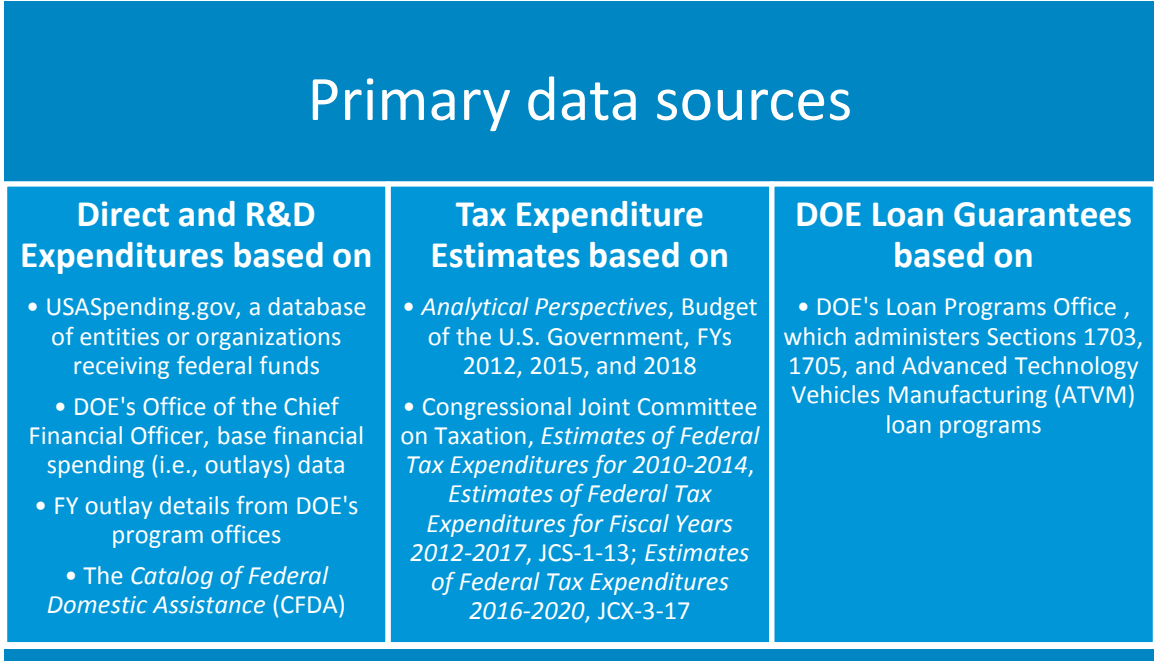 Primary data sources
Direct and R&D
Expenditures based on
• USASpending.gov, a database
of entities or organizations
receiving federal funds
• DOE's Office of the Chief
Financial Officer, base financial
spending (i.e., outlays) data
• FY outlay details from DOE's
program offices
• The Catalog of Federal
Domestic Assistance (CFDA)
Tax Expenditure
Estimates based on
• Analytical Perspectives, Budget
of the U.S. Government, FYs
2012, 2015, and 2018
• Congressional Joint Committee
on Taxation, Estimates of Federal
Tax Expenditures for 2010-2014,
Estimates of Federal Tax
Expenditures for Fiscal Years
2012-2017, JCS-1-13; Estimates
of Federal Tax Expenditures
2016-2020, JCX-3-17
DOE Loan Guarantees
based on
• DOE's Loan Programs Office ,
which administers Sections 1703,
1705, and Advanced Technology
Vehicles Manufacturing (ATVM)
loan programs